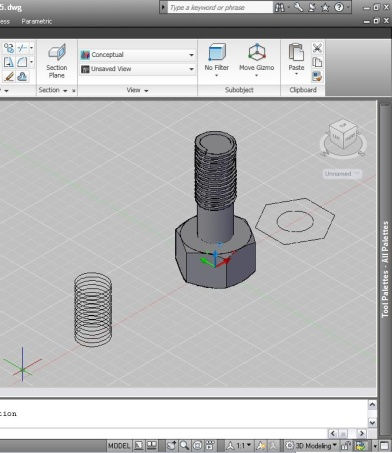 5.dwg
Type a keyword or phrase
ess Parametric
Conceptual
Unsaved View
Section
Plane
No Filter
Move Gizmo
Paste
Section
View
Subobject
Clipboard
Unnamed
Tool Palettes - All Palettes
tion
MODEL
1:1
3D Modeling